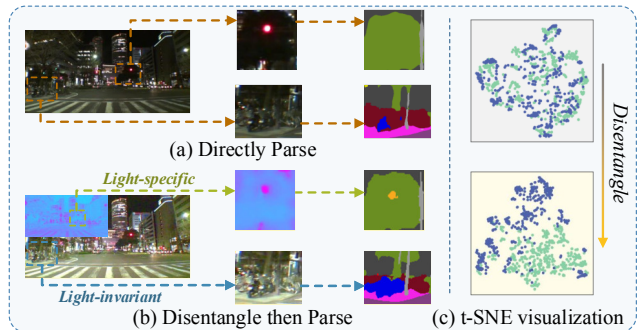 (a) Directly Parse
Light-specific
Light-invariant
(b) Disentangle then Parse
Disentangle
(c) t-SNE visualization